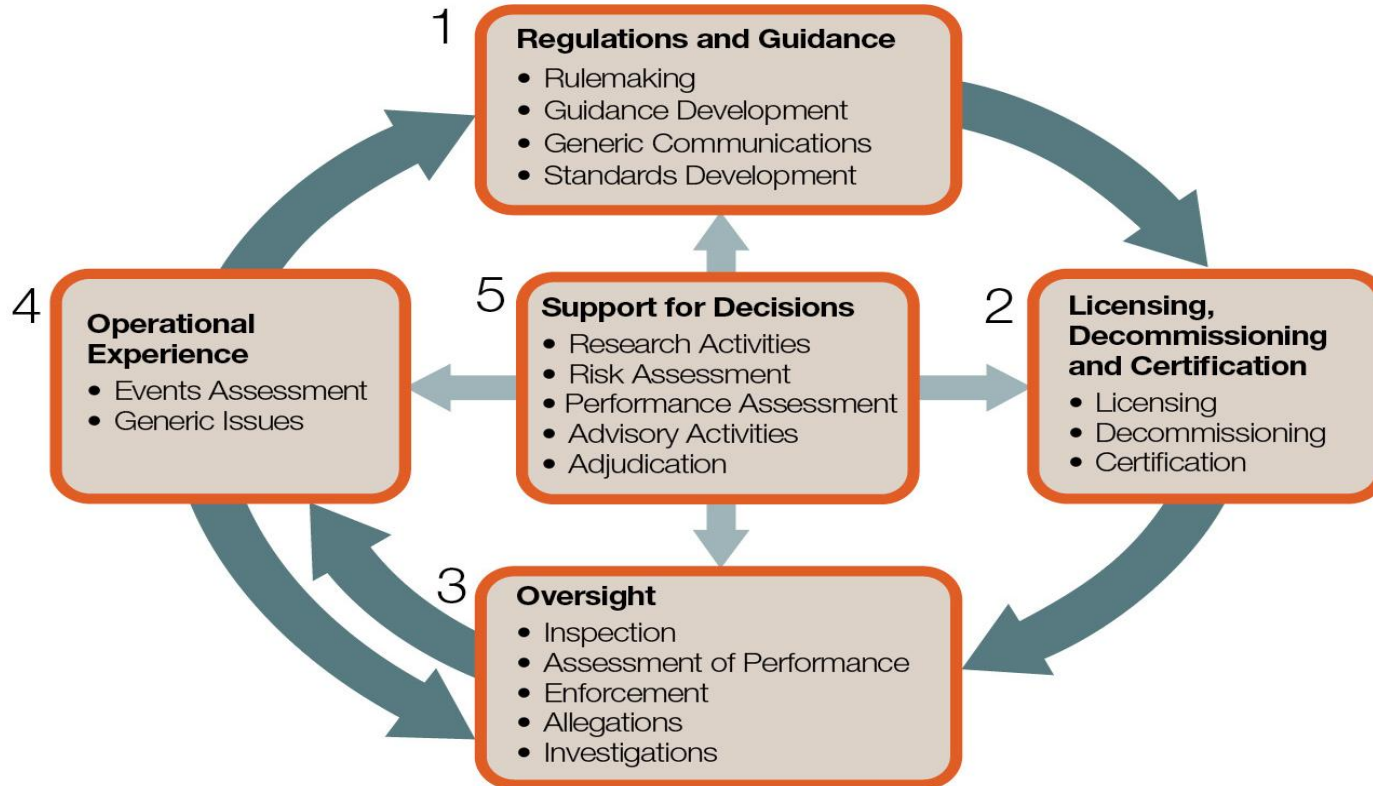 1
Regulations and Guidance
• Rulemaking
• Guidance Development
• Generic Communications
• Standards Development
2
Licensing,
Decommissioning
and Certification
• Licensing
• Decommissioning
• Certification
3
Oversight
• Inspection
• Assessment of Performance
• Enforcement
• Allegations
• Investigations
4
Operational
Experience
• Events Assessment
• Generic Issues
5
Support for Decisions
• Research Activities
• Risk Assessment
• Performance Assessment
• Advisory Activities
• Adjudication